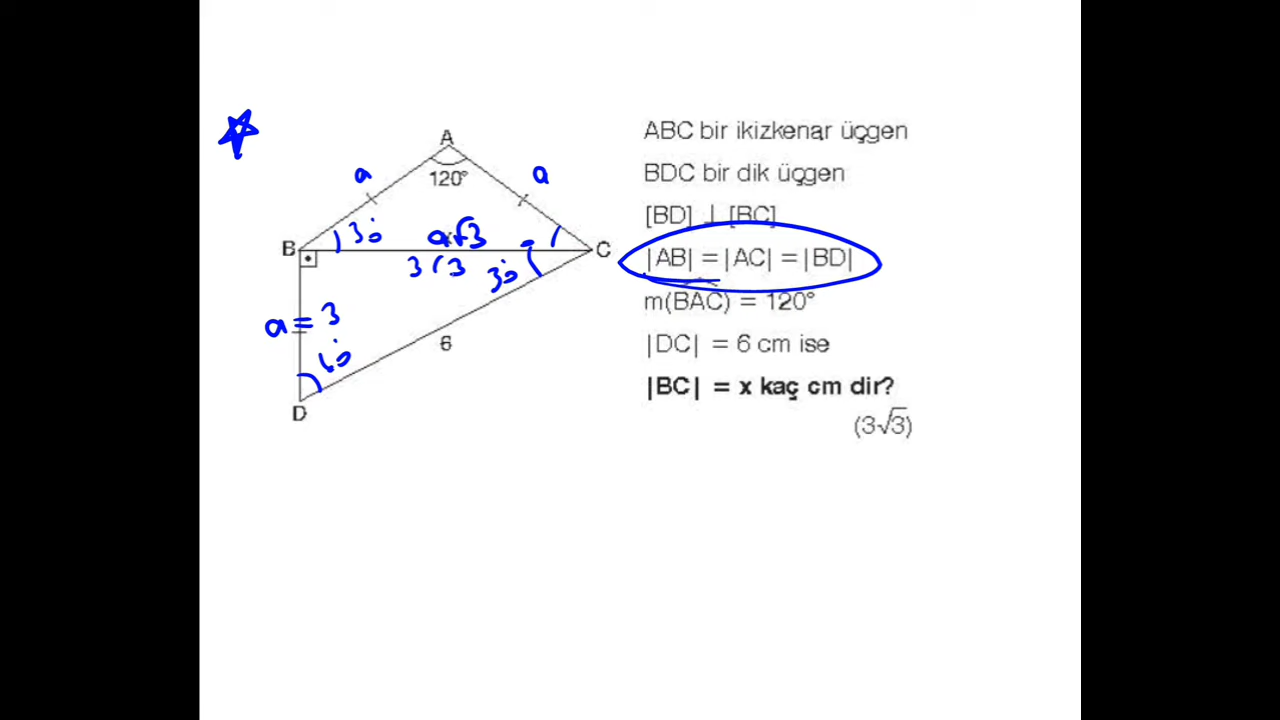 A
120°
a
a
B
30°
a√3
C
3√3
30°
a = 3
60°
6
D
ABC bir ikizkenar üçgen
BDC bir dik üçgen
[BD] ⊥ [BC]
|AB| = |AC| = |BD|
m(BAC) = 120°
|DC| = 6 cm ise
|BC| = x kaç cm dir?
(3√3)